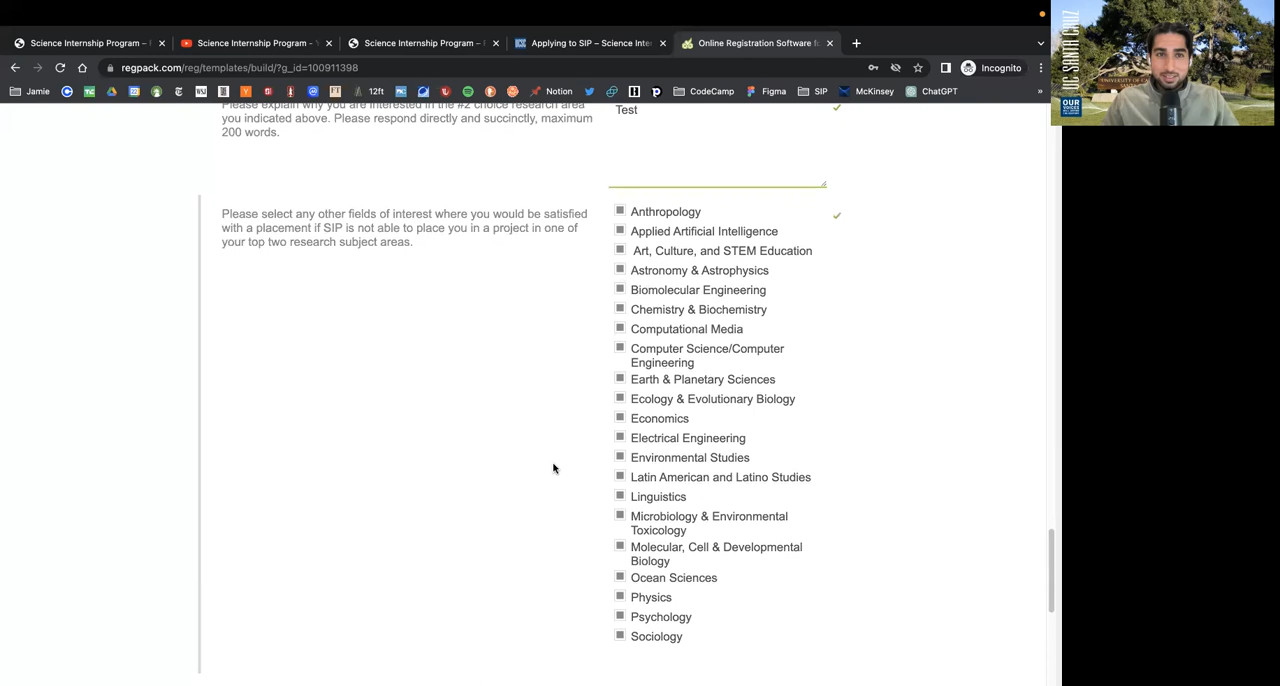 Science Internship Program –
Science Internship Program –
Science Internship Program –
Applying to SIP – Science Inter
Online Registration Software fo
regpack.com/reg/templates/build/?g_id=100911398
Incognito
Jamie
12ft
Notion
CodeCamp
Figma
SIP
McKinsey
ChatGPT
»
UC SANTA CRUZ
OUR
VOICES
Please explain why you are interested in the #2 choice research area
you indicated above. Please respond directly and succinctly, maximum
200 words.
Test
Please select any other fields of interest where you would be satisfied
with a placement if SIP is not able to place you in a project in one of
your top two research subject areas.
Anthropology
Applied Artificial Intelligence
Art, Culture, and STEM Education
Astronomy & Astrophysics
Biomolecular Engineering
Chemistry & Biochemistry
Computational Media
Computer Science/Computer
Engineering
Earth & Planetary Sciences
Ecology & Evolutionary Biology
Economics
Electrical Engineering
Environmental Studies
Latin American and Latino Studies
Linguistics
Microbiology & Environmental
Toxicology
Molecular, Cell & Developmental
Biology
Ocean Sciences
Physics
Psychology
Sociology